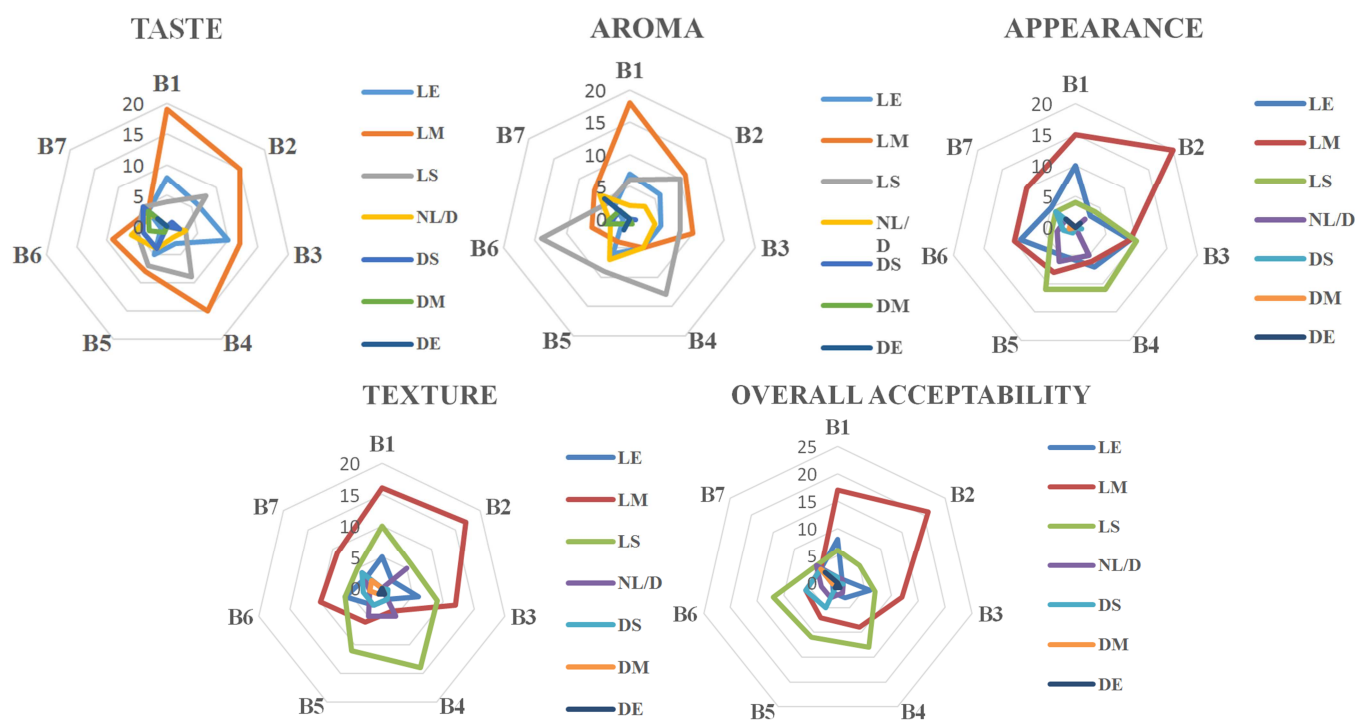 TASTE
B1
B2
B3
B4
B5
B6
B7
20
15
10
5
0
LE
LM
LS
NL/D
DS
DM
DE
AROMA
B1
B2
B3
B4
B5
B6
B7
20
15
10
5
0
LE
LM
LS
NL/
D
DS
DM
DE
APPEARANCE
B1
B2
B3
B4
B5
B6
B7
20
15
10
5
0
LE
LM
LS
NL/D
DS
DM
DE
TEXTURE
B1
B2
B3
B4
B5
B6
B7
20
15
10
5
0
LE
LM
LS
NL/D
DS
DM
DE
OVERALL ACCEPTABILITY
B1
B2
B3
B4
B5
B6
B7
25
20
15
10
5
0
LE
LM
LS
NL/D
DS
DM
DE